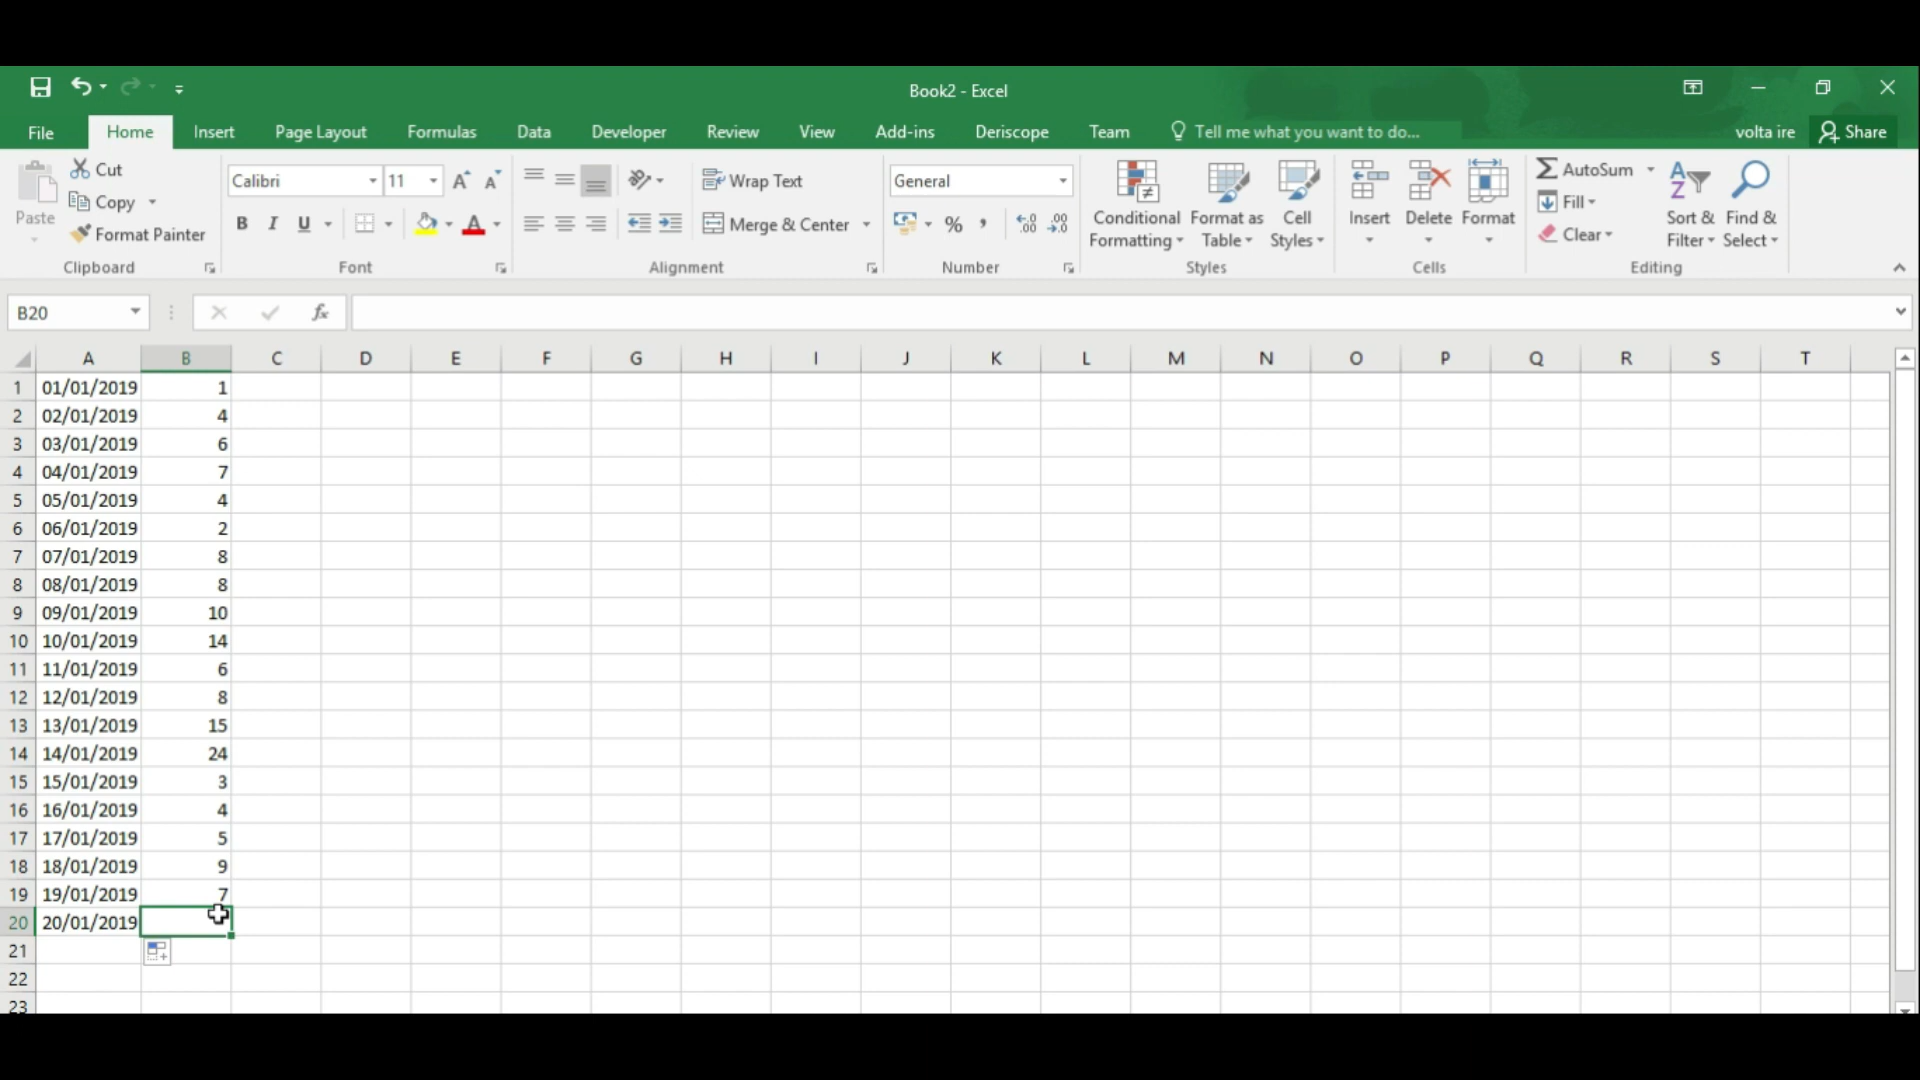 Book2 - Excel
File Home Insert Page Layout Formulas Data Developer Review View Add-ins Deriscope Team Tell me what you want to do... volta ire Share
Paste
Cut
Copy
Format Painter
Clipboard
Calibri 11
B I U A
Font
Wrap Text
Merge & Center
Alignment
General
% , .0 .00 .00 .0
Number
Conditional Formatting
Format as Table
Cell Styles
Styles
Insert Delete Format
Cells
AutoSum
Fill
Clear
Sort & Filter
Find & Select
Editing
B20 fx
A B C D E F G H I J K L M N O P Q R S T
1 01/01/2019 1
2 02/01/2019 4
3 03/01/2019 6
4 04/01/2019 7
5 05/01/2019 4
6 06/01/2019 2
7 07/01/2019 8
8 08/01/2019 8
9 09/01/2019 10
10 10/01/2019 14
11 11/01/2019 6
12 12/01/2019 8
13 13/01/2019 15
14 14/01/2019 24
15 15/01/2019 3
16 16/01/2019 4
17 17/01/2019 5
18 18/01/2019 9
19 19/01/2019 7
20 20/01/2019
21
22
23